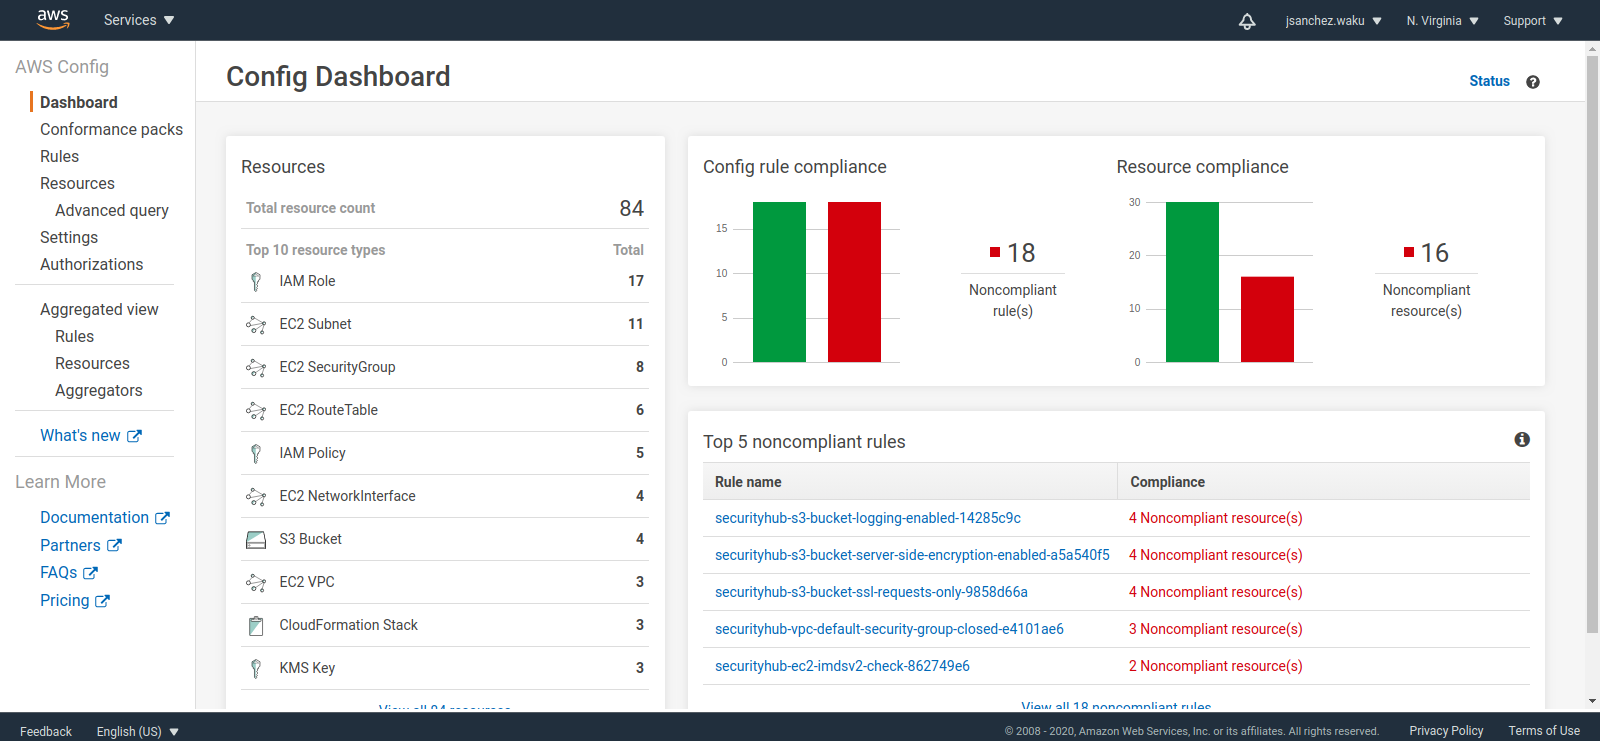 aws
Services
jsanchez.waku
N. Virginia
Support
AWS Config
Dashboard
Conformance packs
Rules
Resources
Advanced query
Settings
Authorizations
Aggregated view
Rules
Resources
Aggregators
What's new
Learn More
Documentation
Partners
FAQs
Pricing
Config Dashboard
Status
?
Resources
Total resource count 84
Top 10 resource types Total
IAM Role 17
EC2 Subnet 11
EC2 SecurityGroup 8
EC2 RouteTable 6
IAM Policy 5
EC2 NetworkInterface 4
S3 Bucket 4
EC2 VPC 3
CloudFormation Stack 3
KMS Key 3
View all 84 resources
Config rule compliance
15
10
5
0
18
Noncompliant
rule(s)
Resource compliance
30
20
10
0
16
Noncompliant
resource(s)
Top 5 noncompliant rules
Rule name Compliance
securityhub-s3-bucket-logging-enabled-14285c9c 4 Noncompliant resource(s)
securityhub-s3-bucket-server-side-encryption-enabled-a5a540f5 4 Noncompliant resource(s)
securityhub-s3-bucket-ssl-requests-only-9858d66a 4 Noncompliant resource(s)
securityhub-vpc-default-security-group-closed-e4101ae6 3 Noncompliant resource(s)
securityhub-ec2-imdsv2-check-862749e6 2 Noncompliant resource(s)
View all 18 noncompliant rules
Feedback
English (US)
© 2008 - 2020, Amazon Web Services, Inc. or its affiliates. All rights reserved.
Privacy Policy
Terms of Use